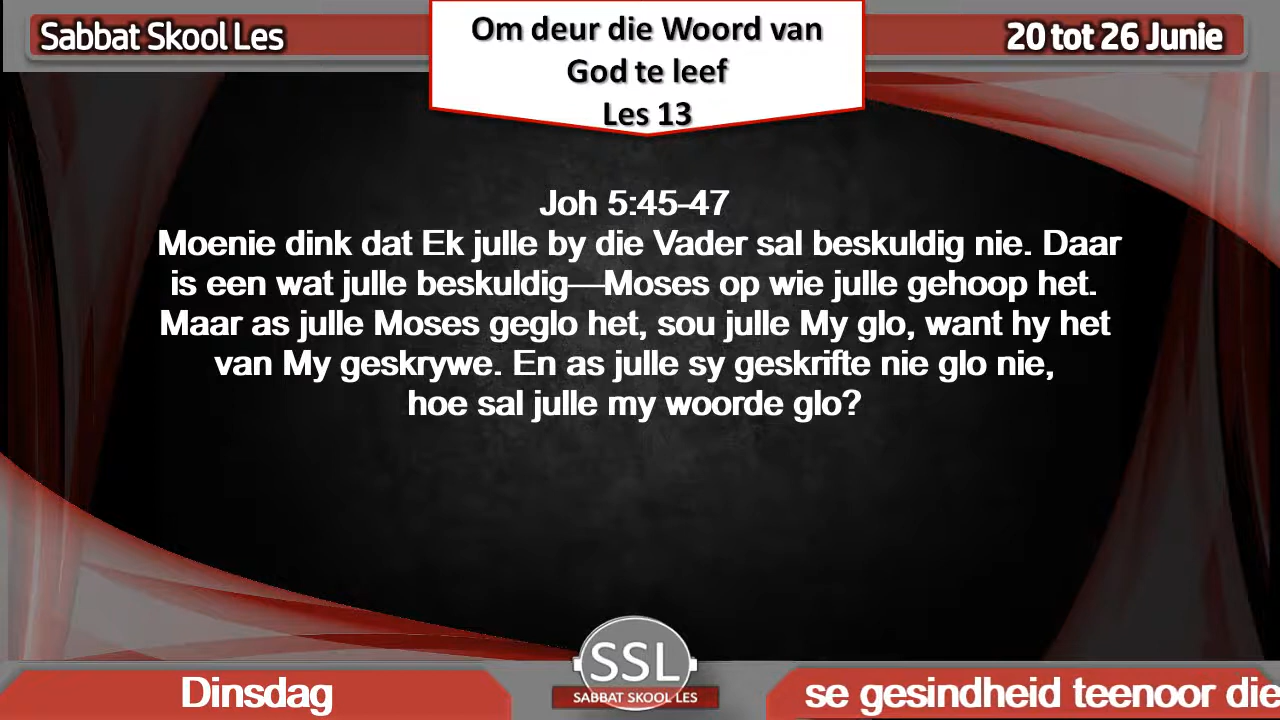 Sabbat Skool Les
Om deur die Woord van
God te leef
Les 13
20 tot 26 Junie
Joh 5:45-47
Moenie dink dat Ek julle by die Vader sal beskuldig nie. Daar
is een wat julle beskuldig—Moses op wie julle gehoop het.
Maar as julle Moses geglo het, sou julle My glo, want hy het
van My geskrywe. En as julle sy geskrifte nie glo nie,
hoe sal julle my woorde glo?
Dinsdag
SSL
SABBAT SKOOL LES
se gesindheid teenoor die